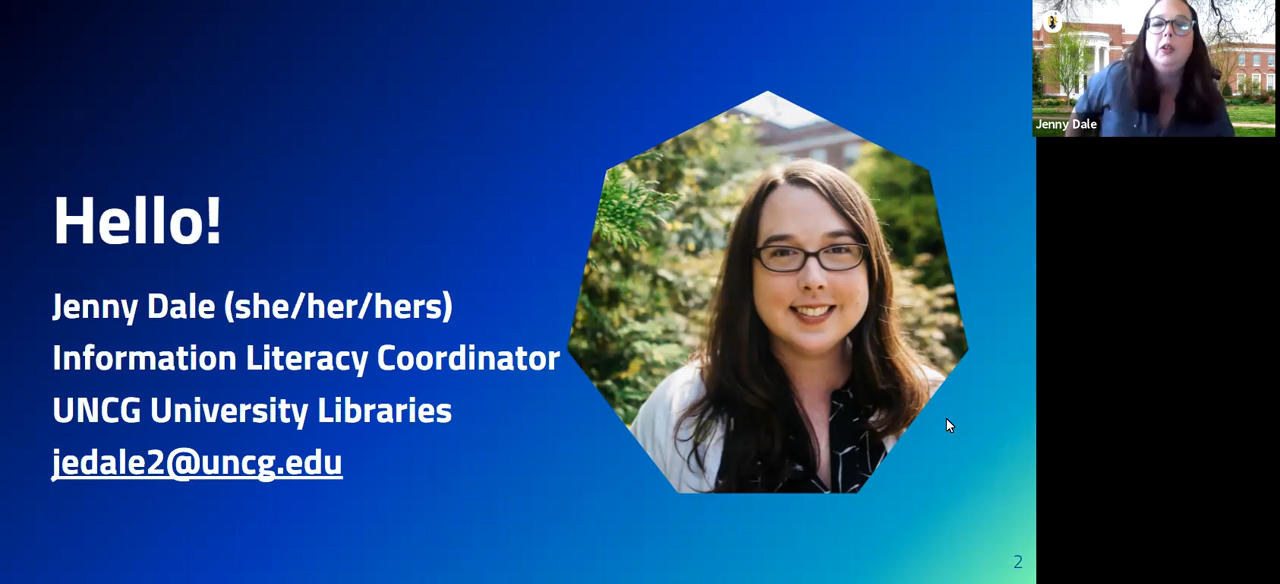 Hello!
Jenny Dale (she/her/hers)
Information Literacy Coordinator
UNCG University Libraries
jedale2@uncg.edu
2
Jenny Dale